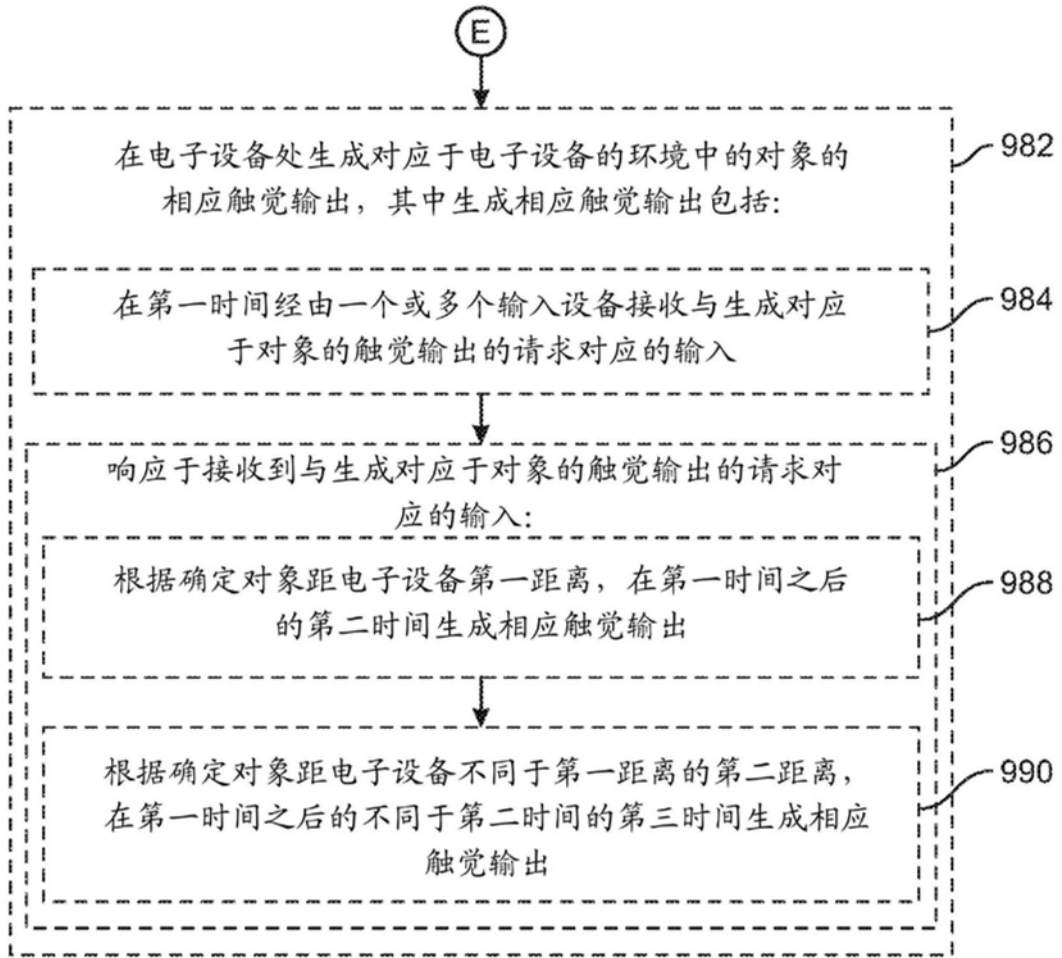 E
在电子设备处生成对应于电子设备的环境中的对象的
相应触觉输出，其中生成相应触觉输出包括：
982
在第一时间经由一个或多个输入设备接收与生成对应
于对象的触觉输出的请求对应的输入
984
响应于接收到与生成对应于对象的触觉输出的请求对
应的输入：
986
根据确定对象距电子设备第一距离，在第一时间之后
的第二时间生成相应触觉输出
988
根据确定对象距电子设备不同于第一距离的第二距离，
在第一时间之后的不同于第二时间的第三时间生成相应
触觉输出
990